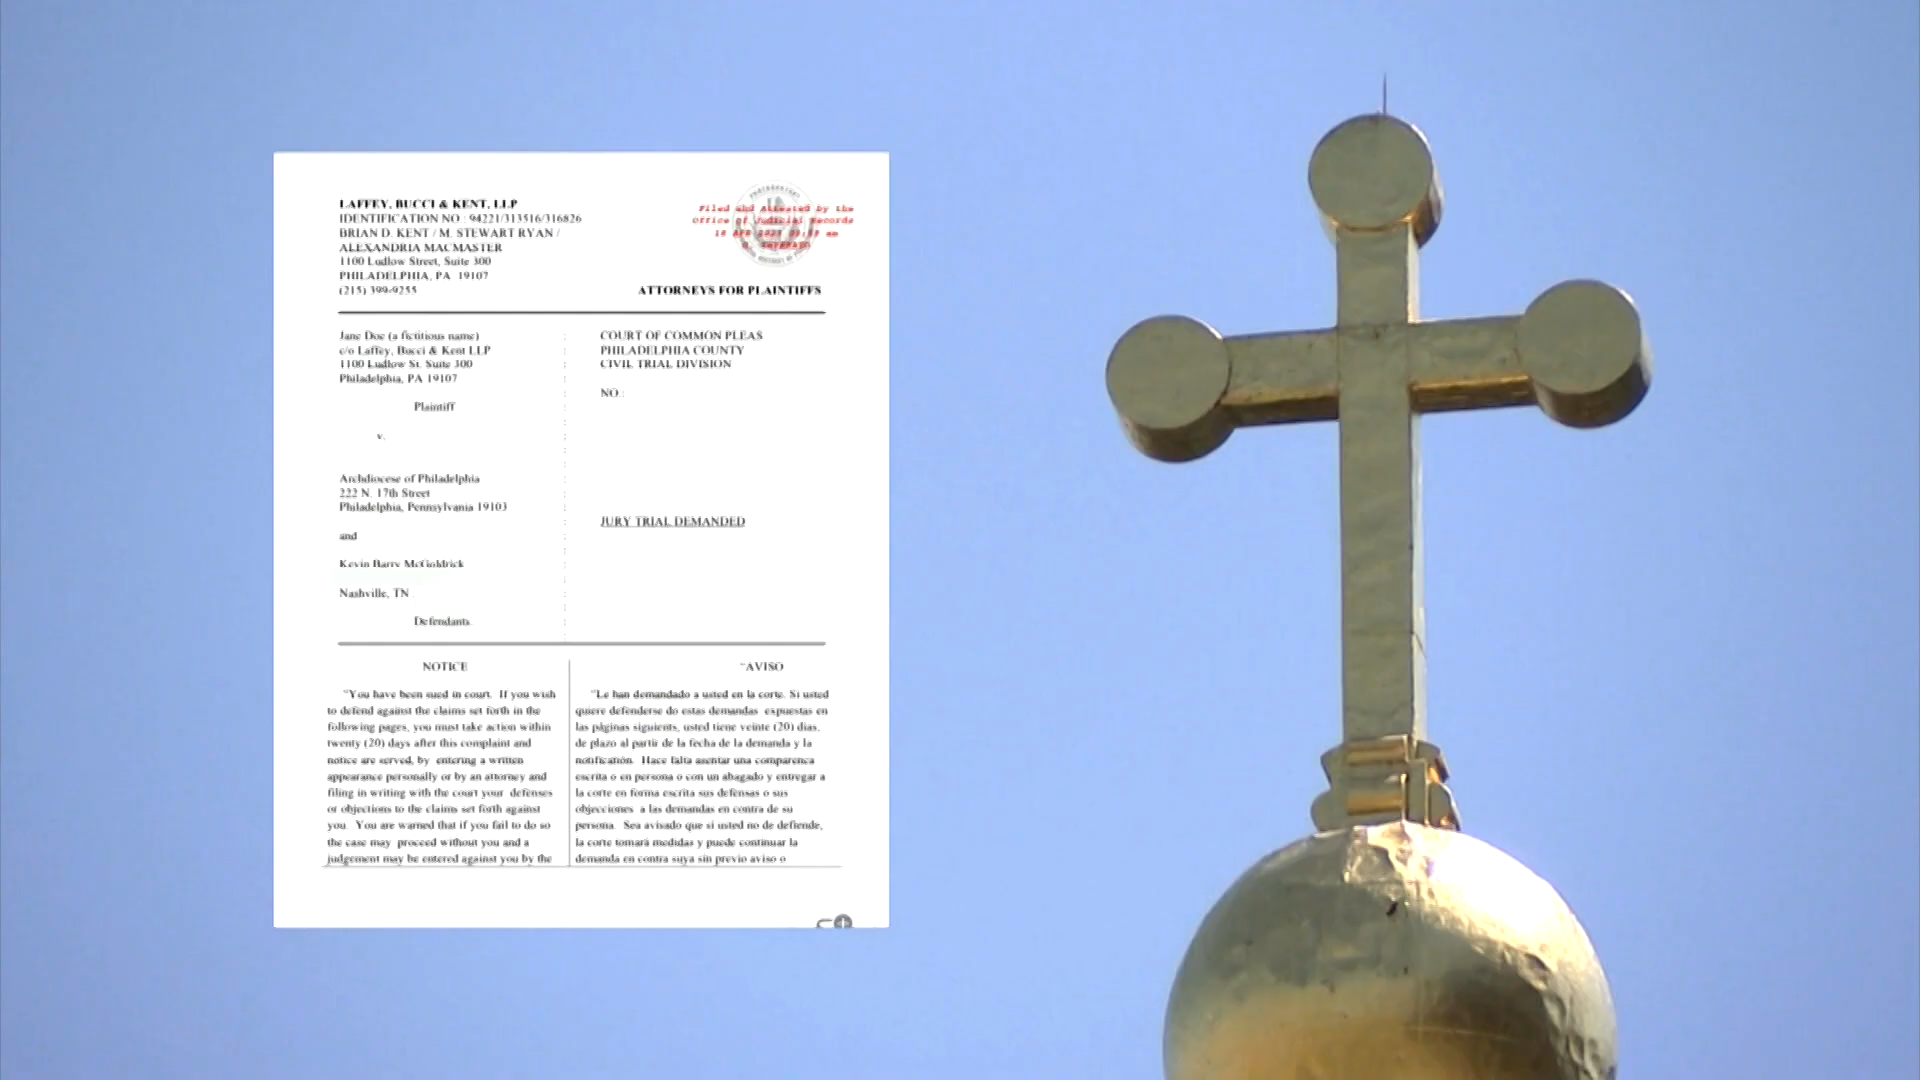 LAFFEY, BUCCI & KENT, LLP
IDENTIFICATION NO.: 94221/313516/316826
BRIAN D. KENT / M. STEWART RYAN /
ALEXANDRIA MACMASTER
1100 Ludlow Street, Suite 300
PHILADELPHIA, PA 19107
(215) 399-9255
Filed and Attested by the
Office of Judicial Records
ATTORNEYS FOR PLAINTIFFS
Jane Doe (a fictitious name)
c/o Laffey, Bucci & Kent LLP
1100 Ludlow St. Suite 300
Philadelphia, PA 19107
Plaintiff
v.
Archdiocese of Philadelphia
222 N. 17th Street
Philadelphia, Pennsylvania 19103
and
Kevin Barry McGoldrick
Nashville, TN
Defendants.
COURT OF COMMON PLEAS
PHILADELPHIA COUNTY
CIVIL TRIAL DIVISION
NO.:
JURY TRIAL DEMANDED
NOTICE
"You have been sued in court. If you wish
to defend against the claims set forth in the
following pages, you must take action within
twenty (20) days after this complaint and
notice are served, by entering a written
appearance personally or by an attorney and
filing in writing with the court your defenses
or objections to the claims set forth against
you. You are warned that if you fail to do so
the case may proceed without you and a
judgement may be entered against you by the
"AVISO
"Le han demandado a usted en la corte. Si usted
quiere defenderse do estas demandas expuestas en
las páginas siguients, usted tiene veinte (20) dias.
de plazo al partir de la fecha de la demanda y la
notificatión. Hace falta asentar una comparenca
escrita o en persona o con un abagado y entregar a
la corte en forma escrita sus defensas o sus
objecciones a las demandas en contra de su
persona. Sea avisado que si usted no de defiende,
la corte tomará medidas y puede continuar la
demanda en contra suya sin previo aviso o